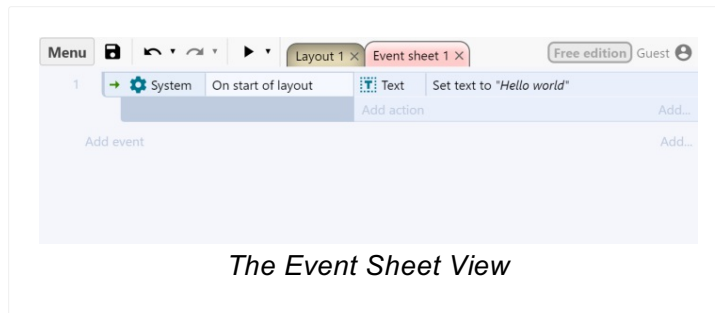 Menu Layout 1 × Event sheet 1 × Free edition Guest
1 System On start of layout Text Set text to "Hello world"
Add action Add...
Add event Add...
The Event Sheet View